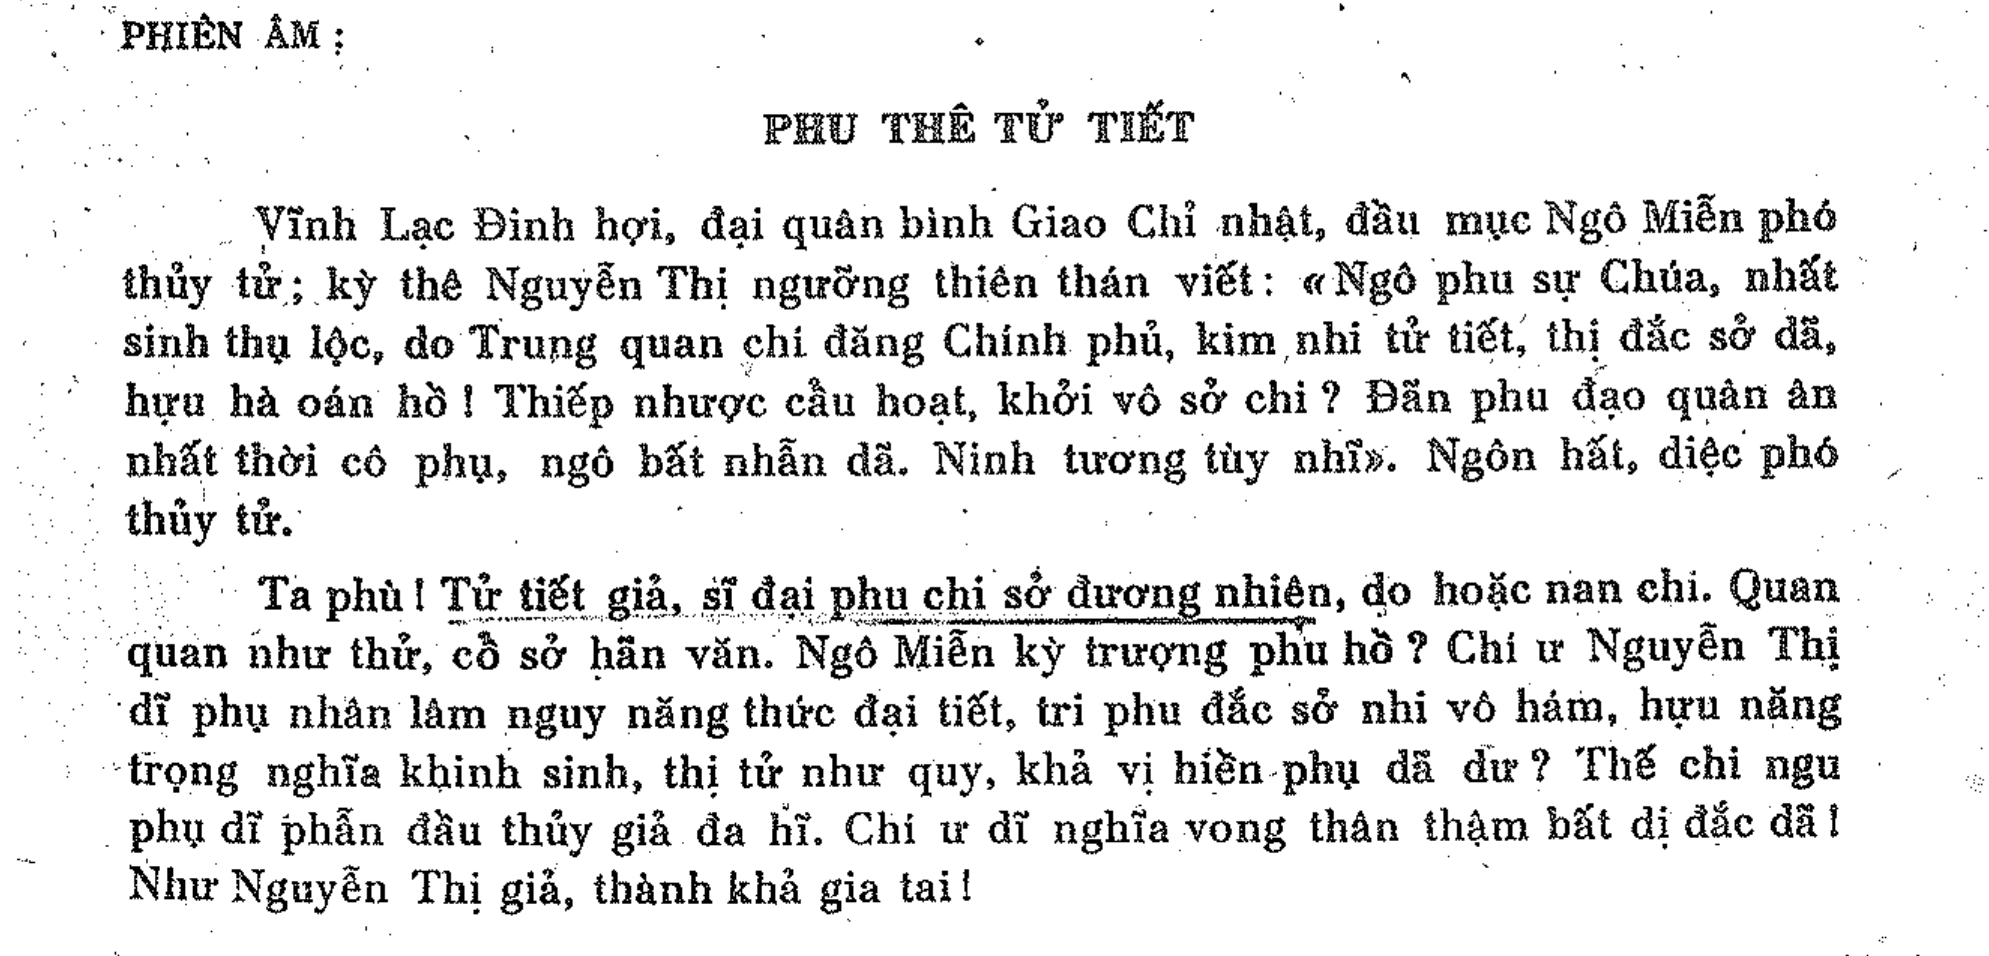 PHIÊN ÂM :
PHU THÊ TỬ TIẾT
Vĩnh Lạc Đinh hợi, đại quân bình Giao Chỉ nhật, đầu mục Ngô Miễn phó
thủy tử ; kỳ thê Nguyễn Thị ngưỡng thiên thán viết : «Ngô phu sự Chúa, nhất
sinh thụ lộc, do Trung quan chí đăng Chính phủ, kim nhi tử tiết, thị đắc sở dã,
hựu hà oán hồ ! Thiếp nhược cầu hoạt, khởi vô sở chi ? Đãn phu đạo quân ân
nhất thời cô phụ, ngô bất nhẫn dã. Ninh tương tùy nhĩ». Ngôn hất, diệc phó
thủy tử.
Ta phù ! Tử tiết giả, sĩ đại phu chi sở đương nhiên, do hoặc nan chi. Quan
quan như thử, cồ sở hãn văn. Ngô Miễn kỳ trượng phu hồ ? Chí ư Nguyễn Thị
dĩ phụ nhân lâm nguy năng thức đại tiết, tri phu đắc sở nhi vô hám, hựu năng
trọng nghĩa khinh sinh, thị tử như quy, khả vị hiền phụ dã dư ? Thế chi ngu
phụ dĩ phẫn đầu thủy giả đa hĩ. Chí ư dĩ nghĩa vong thân thậm bất dị đắc dã !
Như Nguyễn Thị giả, thành khả gia tai !